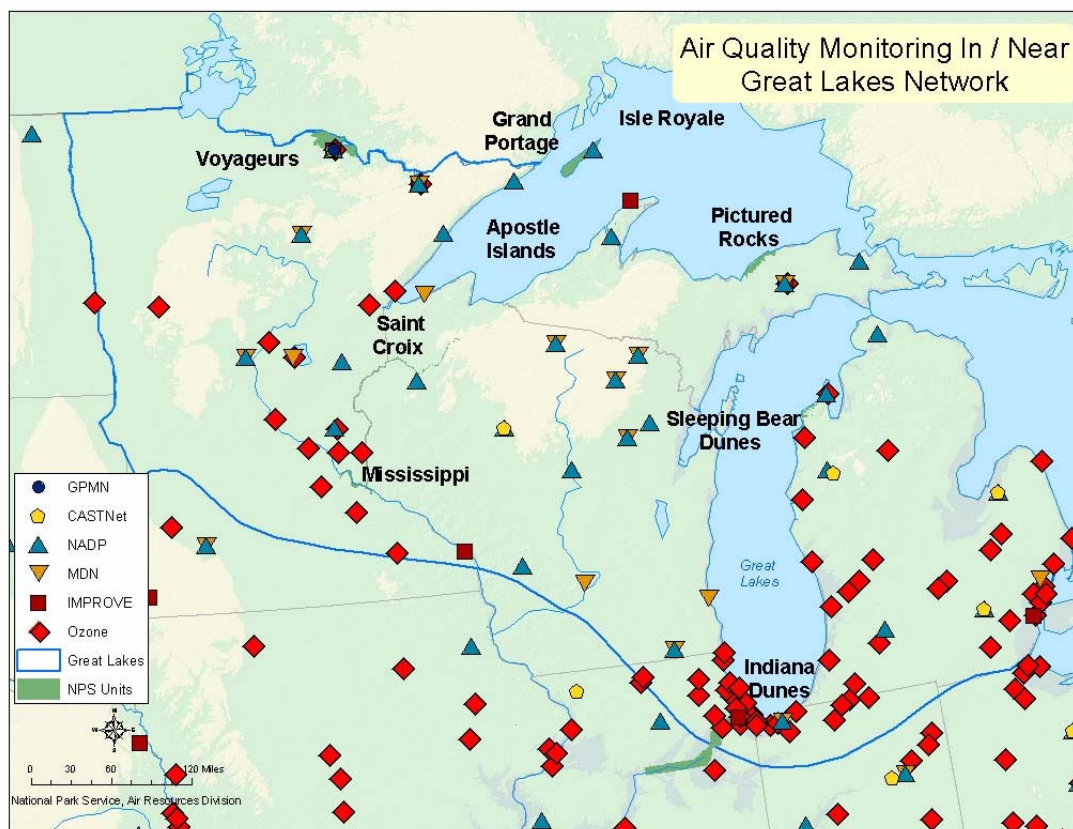 Air Quality Monitoring In / Near
Great Lakes Network
Grand
Portage
Isle Royale
Voyageurs
Apostle
Islands
Pictured
Rocks
Saint
Croix
Sleeping Bear
Dunes
Mississippi
GPMN
CASTNet
NADP
MDN
IMPROVE
Ozone
Great Lakes
NPS Units
Great
Lakes
Indiana
Dunes
N
W
E
S
0 30 60 120 Miles
National Park Service, Air Resources Division